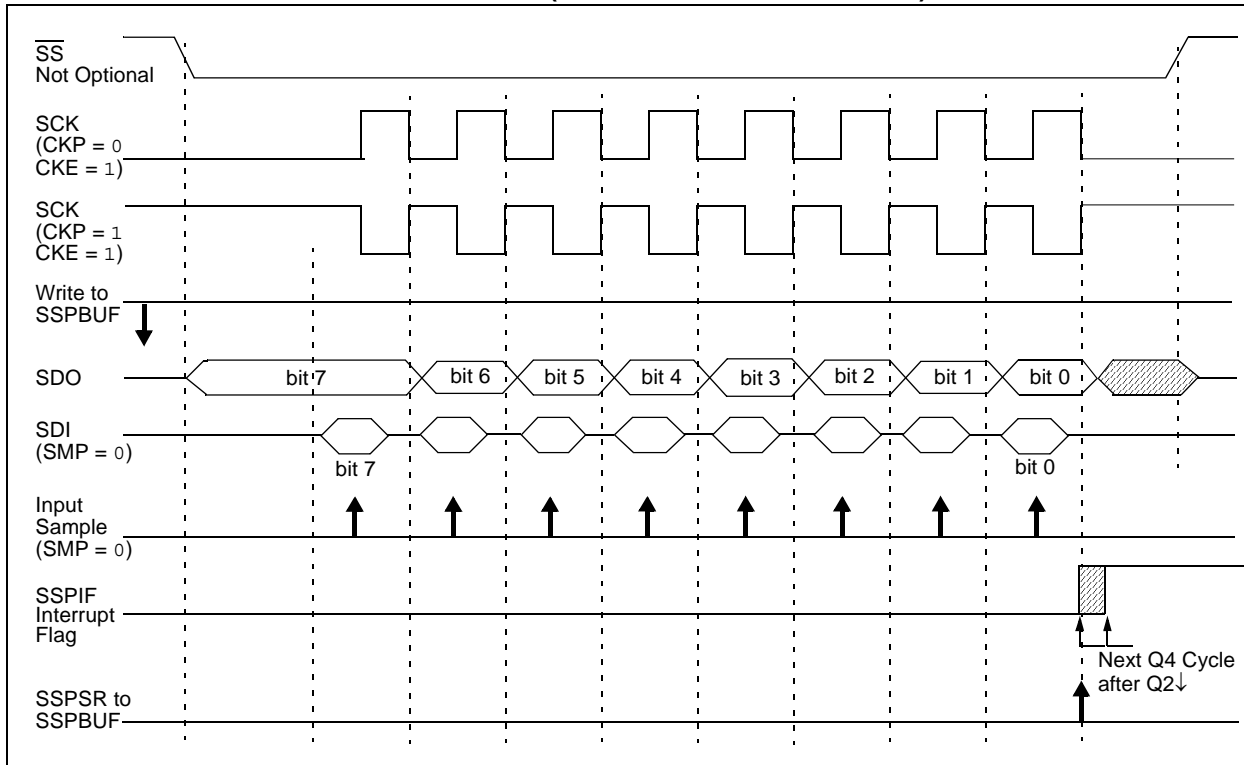 SS
Not Optional
SCK
(CKP = 0
CKE = 1)
SCK
(CKP = 1
CKE = 1)
Write to
SSPBUF
SDO
bit 7 bit 6 bit 5 bit 4 bit 3 bit 2 bit 1 bit 0
SDI
(SMP = 0)
bit 7 bit 0
Input
Sample
(SMP = 0)
SSPIF
Interrupt
Flag
Next Q4 Cycle
after Q2↓
SSPSR to
SSPBUF